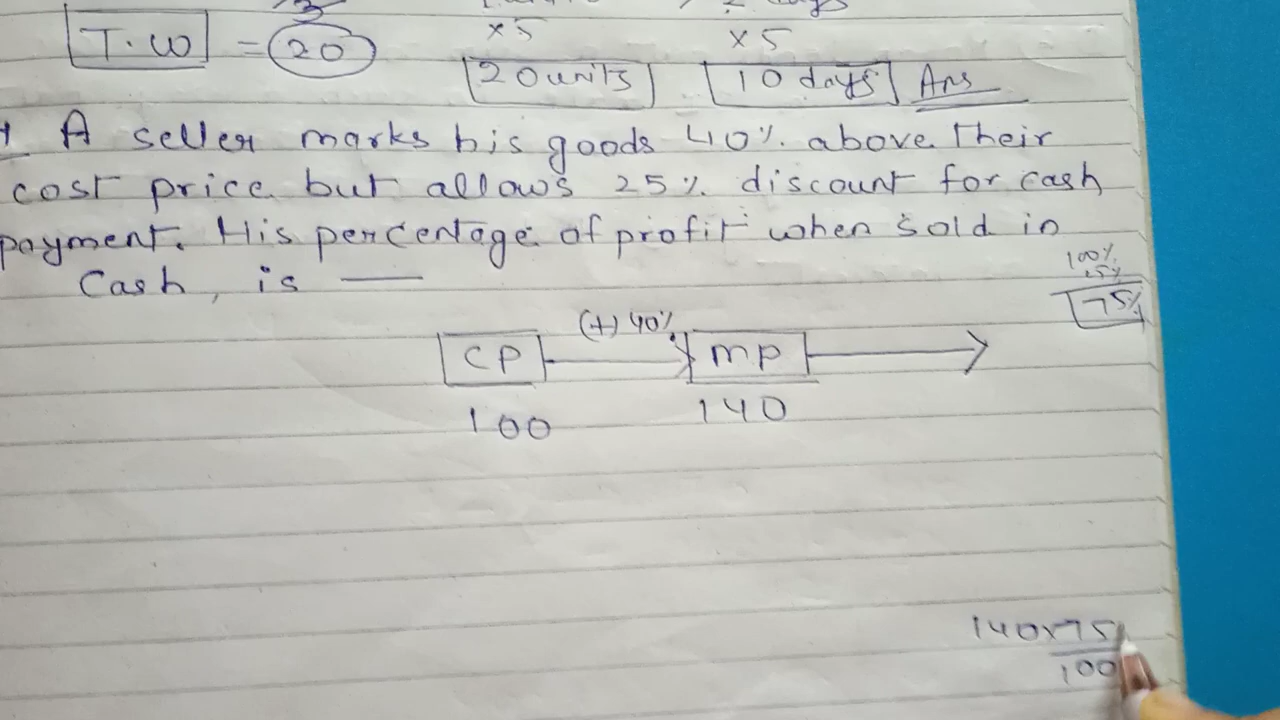 3
T.W = 20
×5 ×5
20 units 10 days Ans
A seller marks his goods 40% above their
cost price but allows 25% discount for cash
payment. His percentage of profit when sold in
Cash, is —
100%
75%
(+) 40%
CP MP
100 140
140×75
100